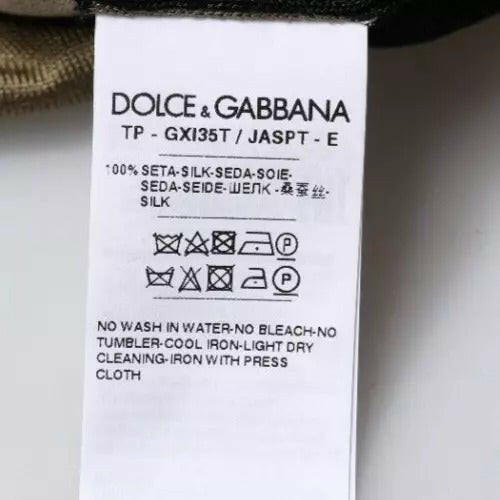 DOLCE & GABBANA
TP - GXI35T / JASPT - E
100% SETA-SILK-SEDA-SOIE-
SEDA-SEIDE-ШЕЛК -桑蚕丝-
SILK
P
P
NO WASH IN WATER-NO BLEACH-NO
TUMBLER-COOL IRON-LIGHT DRY
CLEANING-IRON WITH PRESS
CLOTH